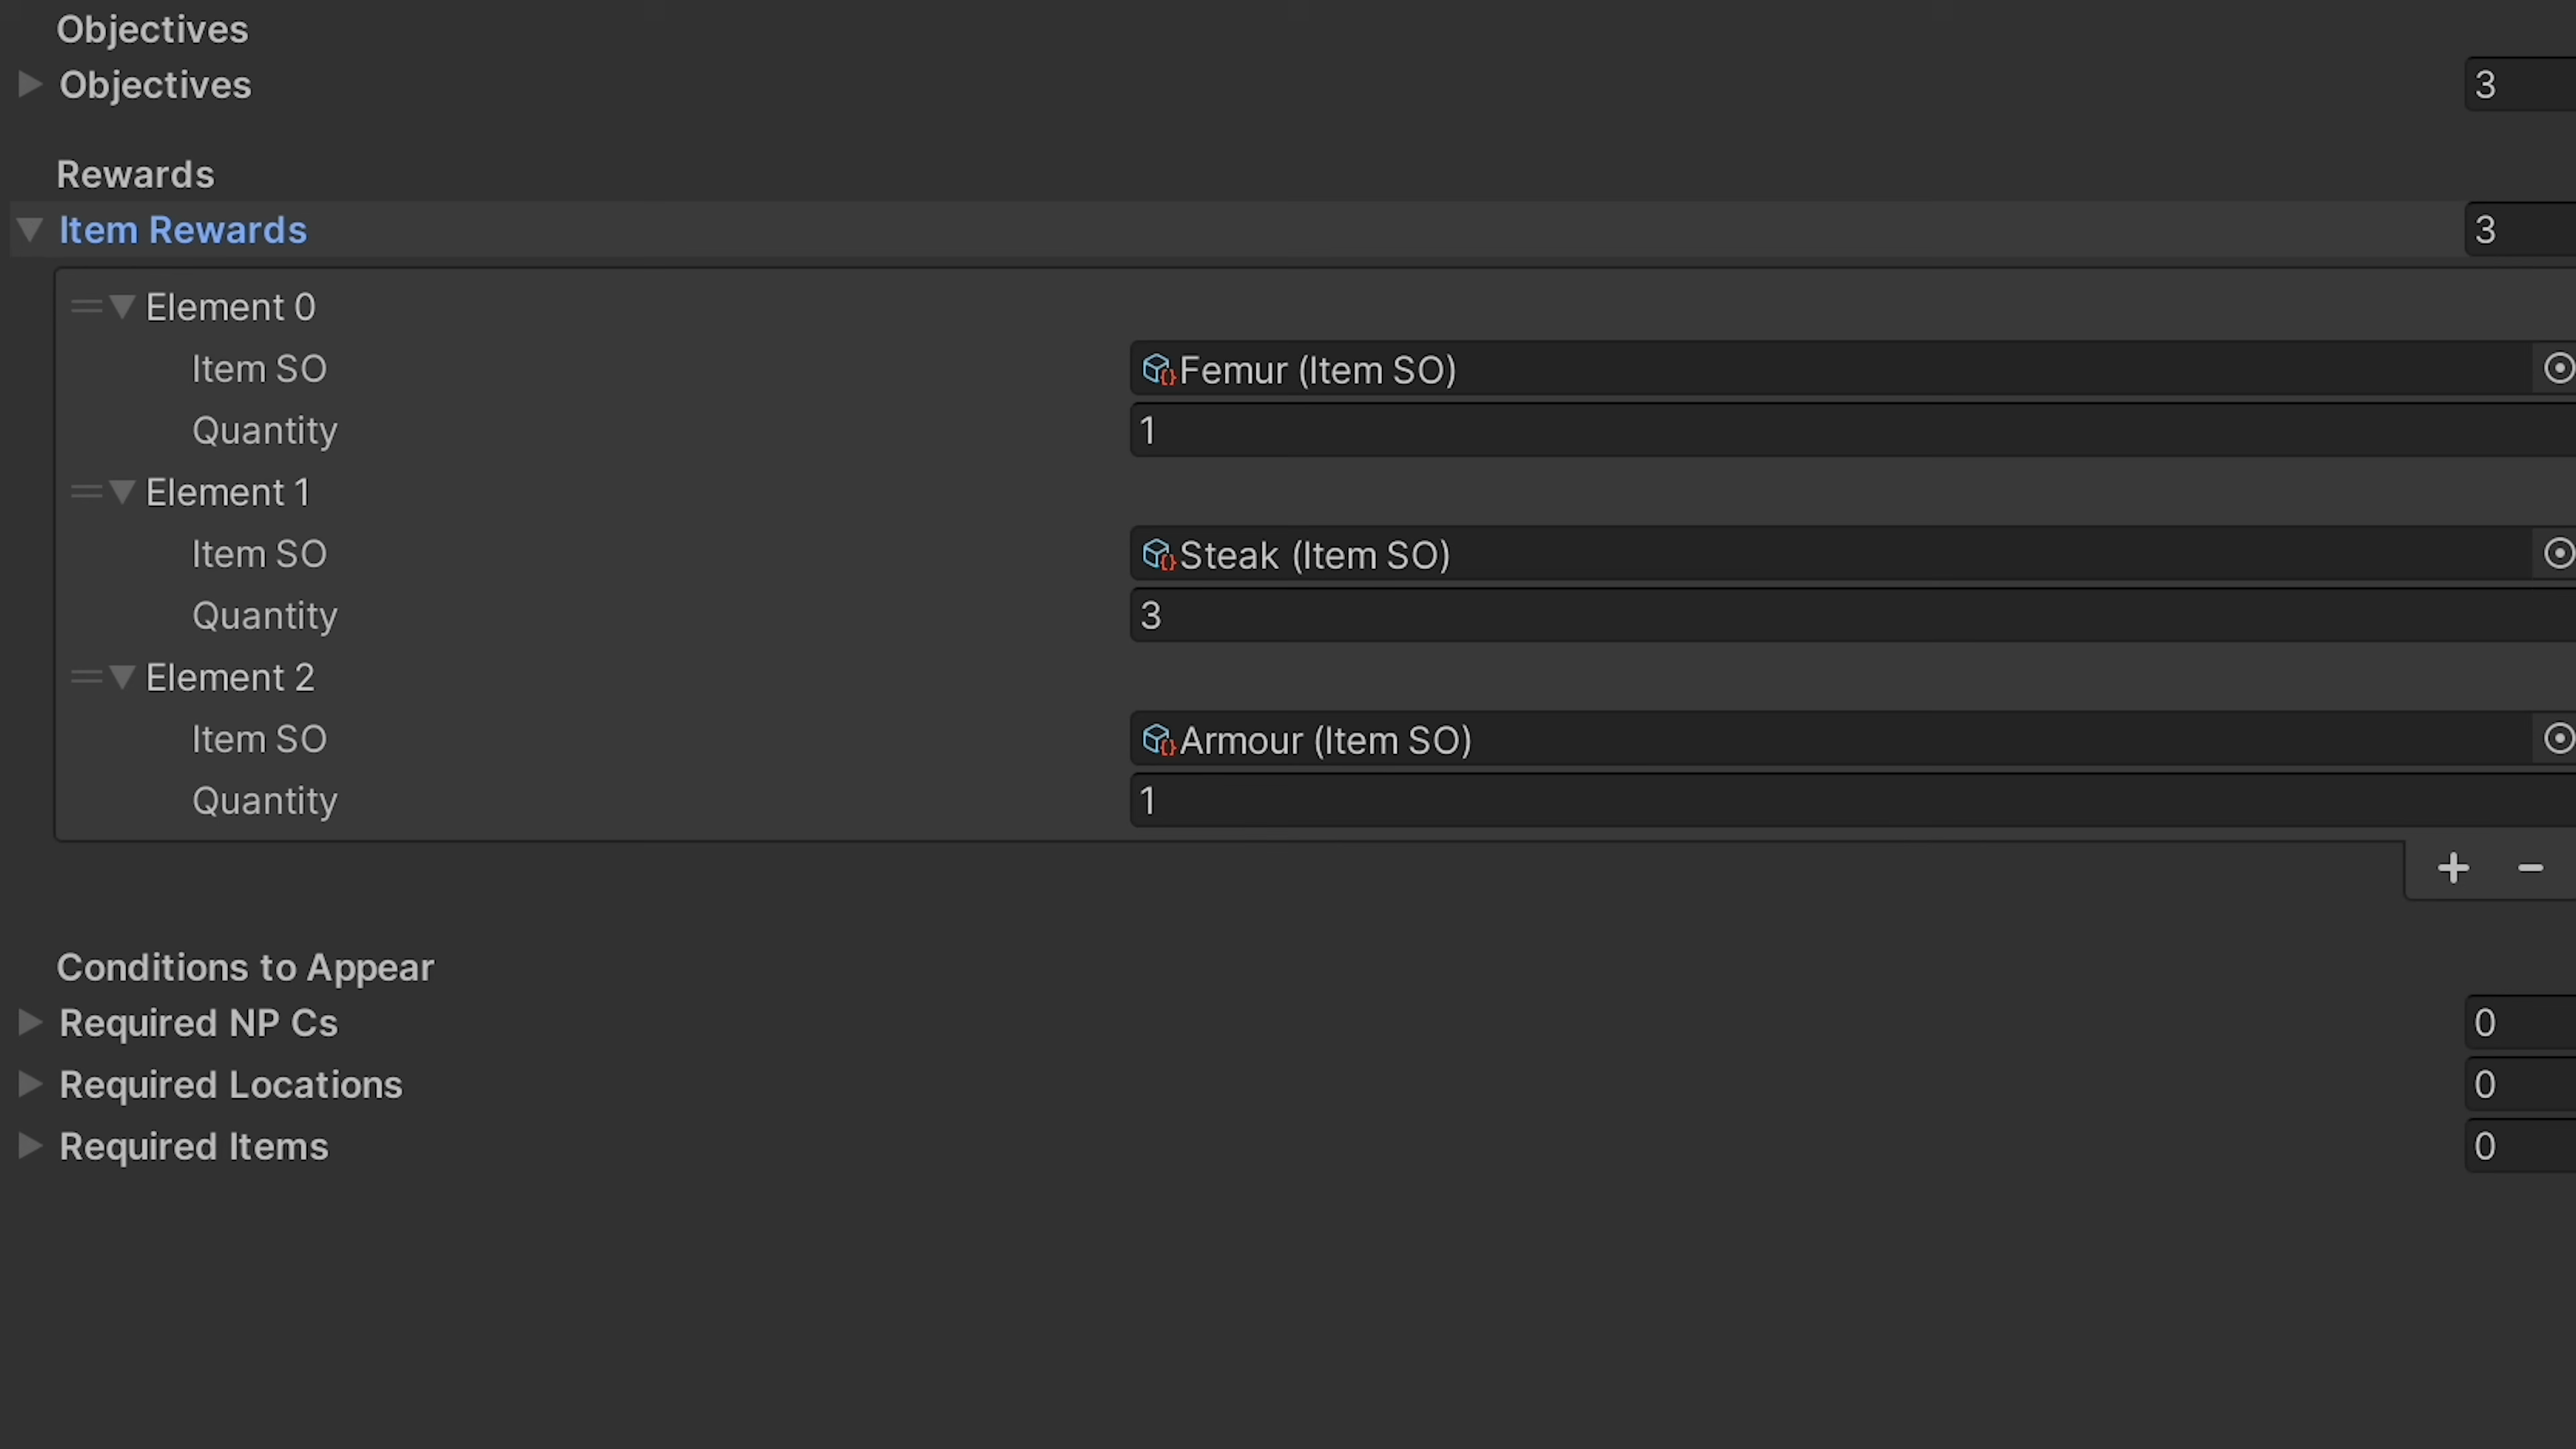 Objectives
Objectives 3
Rewards
Item Rewards 3
Element 0
Item SO Femur (Item SO)
Quantity 1
Element 1
Item SO Steak (Item SO)
Quantity 3
Element 2
Item SO Armour (Item SO)
Quantity 1
+ −
Conditions to Appear
Required NP Cs 0
Required Locations 0
Required Items 0